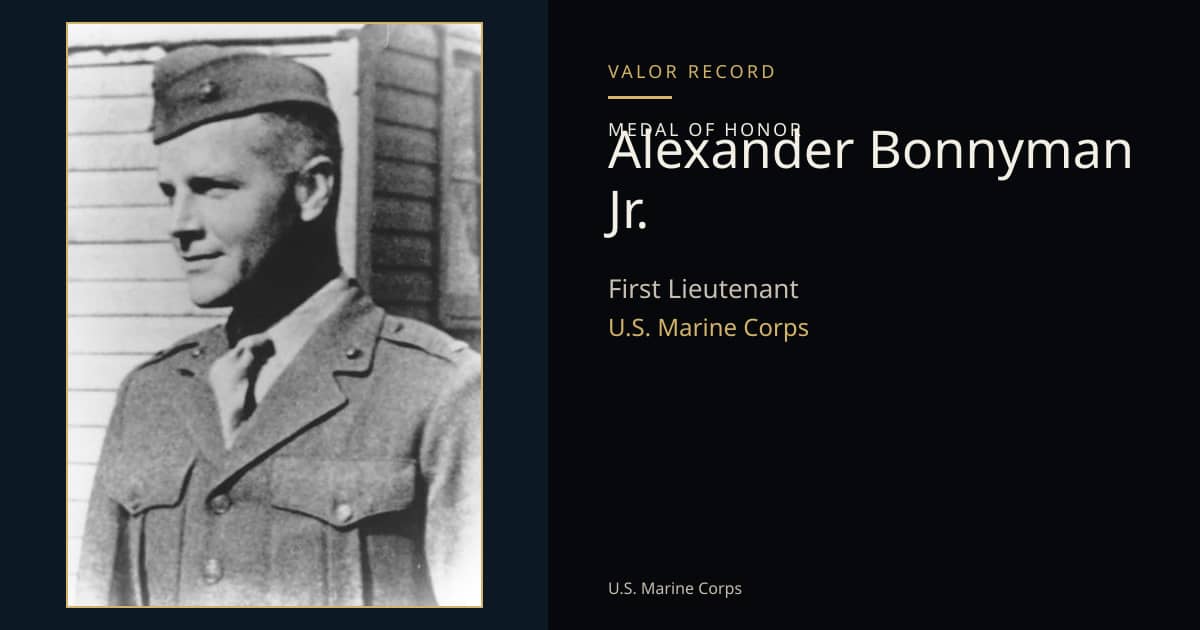 VALOR RECORD
MEDAL OF HONOR
Alexander Bonnyman
Jr.
First Lieutenant
U.S. Marine Corps
U.S. Marine Corps